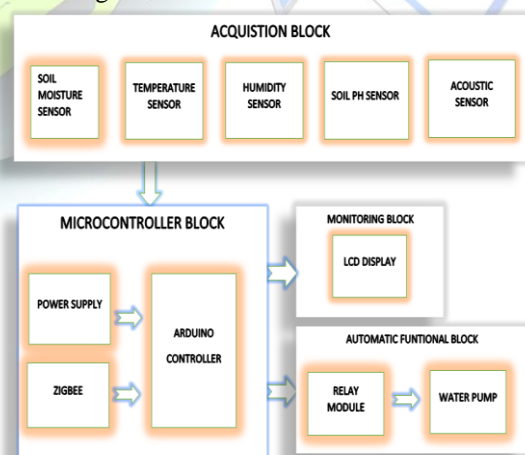 ACQUISTION BLOCK
SOIL
MOISTURE
SENSOR
TEMPERATURE
SENSOR
HUMIDITY
SENSOR
SOIL PH SENSOR
ACOUSTIC
SENSOR
MICROCONTROLLER BLOCK
POWER SUPPLY
ZIGBEE
ARDUINO
CONTROLLER
MONITORING BLOCK
LCD DISPLAY
AUTOMATIC FUNTIONAL BLOCK
RELAY
MODULE
WATER PUMP